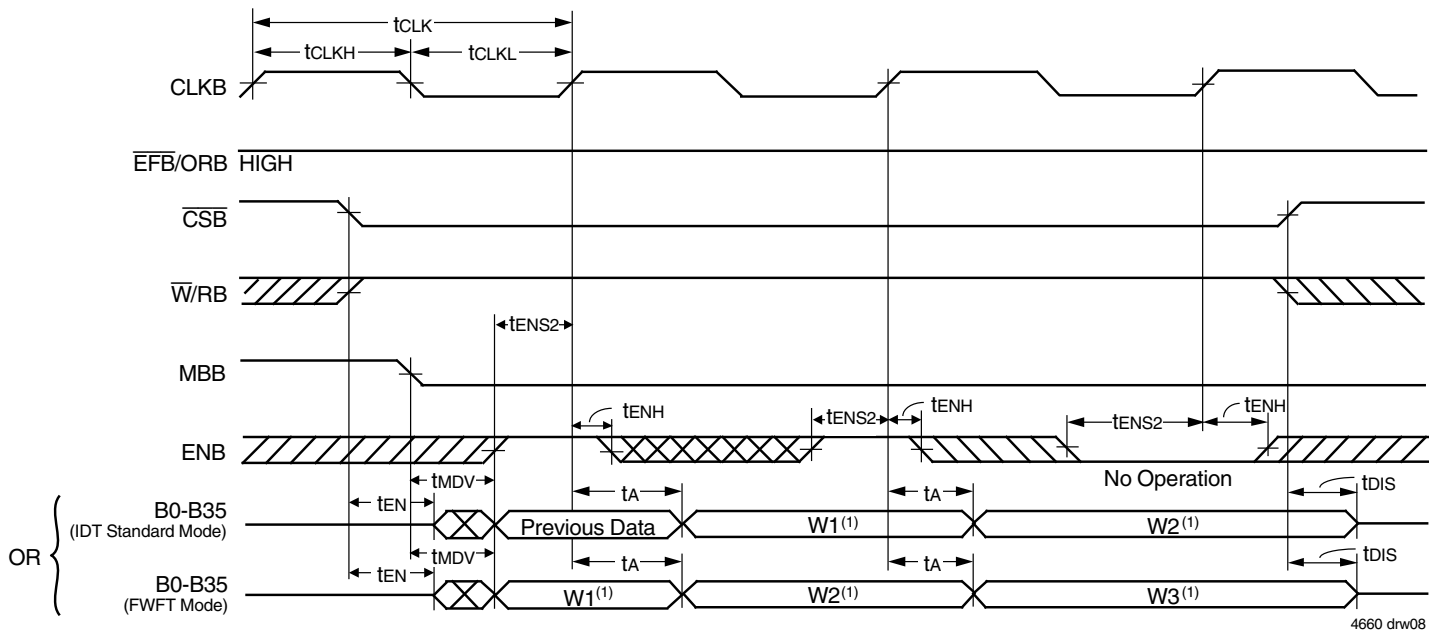 tCLK
tCLKH tCLKL
CLKB
EFB/ORB HIGH
CSB
W/RB
tENS2
MBB
tENH tENS2 tENH tENS2 tENH
ENB
No Operation
tMDV tA tA tDIS
tEN
B0-B35 Previous Data W1(1) W2(1)
(IDT Standard Mode)
OR
tMDV tA tA tDIS
tEN
B0-B35 W1(1) W2(1) W3(1)
(FWFT Mode)
4660 drw08